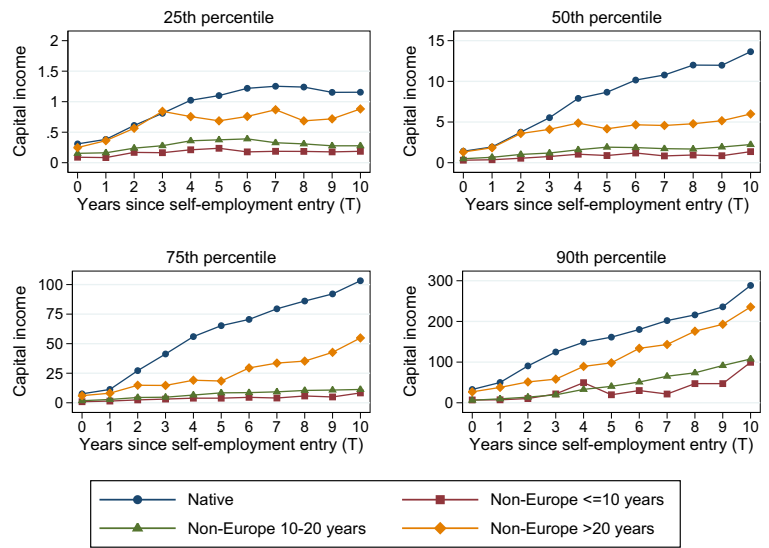 25th percentile
50th percentile
Capital income
2
1.5
1
.5
0
0 1 2 3 4 5 6 7 8 9 10
Years since self-employment entry (T)
Capital income
15
10
5
0
0 1 2 3 4 5 6 7 8 9 10
Years since self-employment entry (T)
75th percentile
90th percentile
Capital income
100
75
50
25
0
0 1 2 3 4 5 6 7 8 9 10
Years since self-employment entry (T)
Capital income
300
200
100
0
0 1 2 3 4 5 6 7 8 9 10
Years since self-employment entry (T)
Native
Non-Europe <=10 years
Non-Europe 10-20 years
Non-Europe >20 years